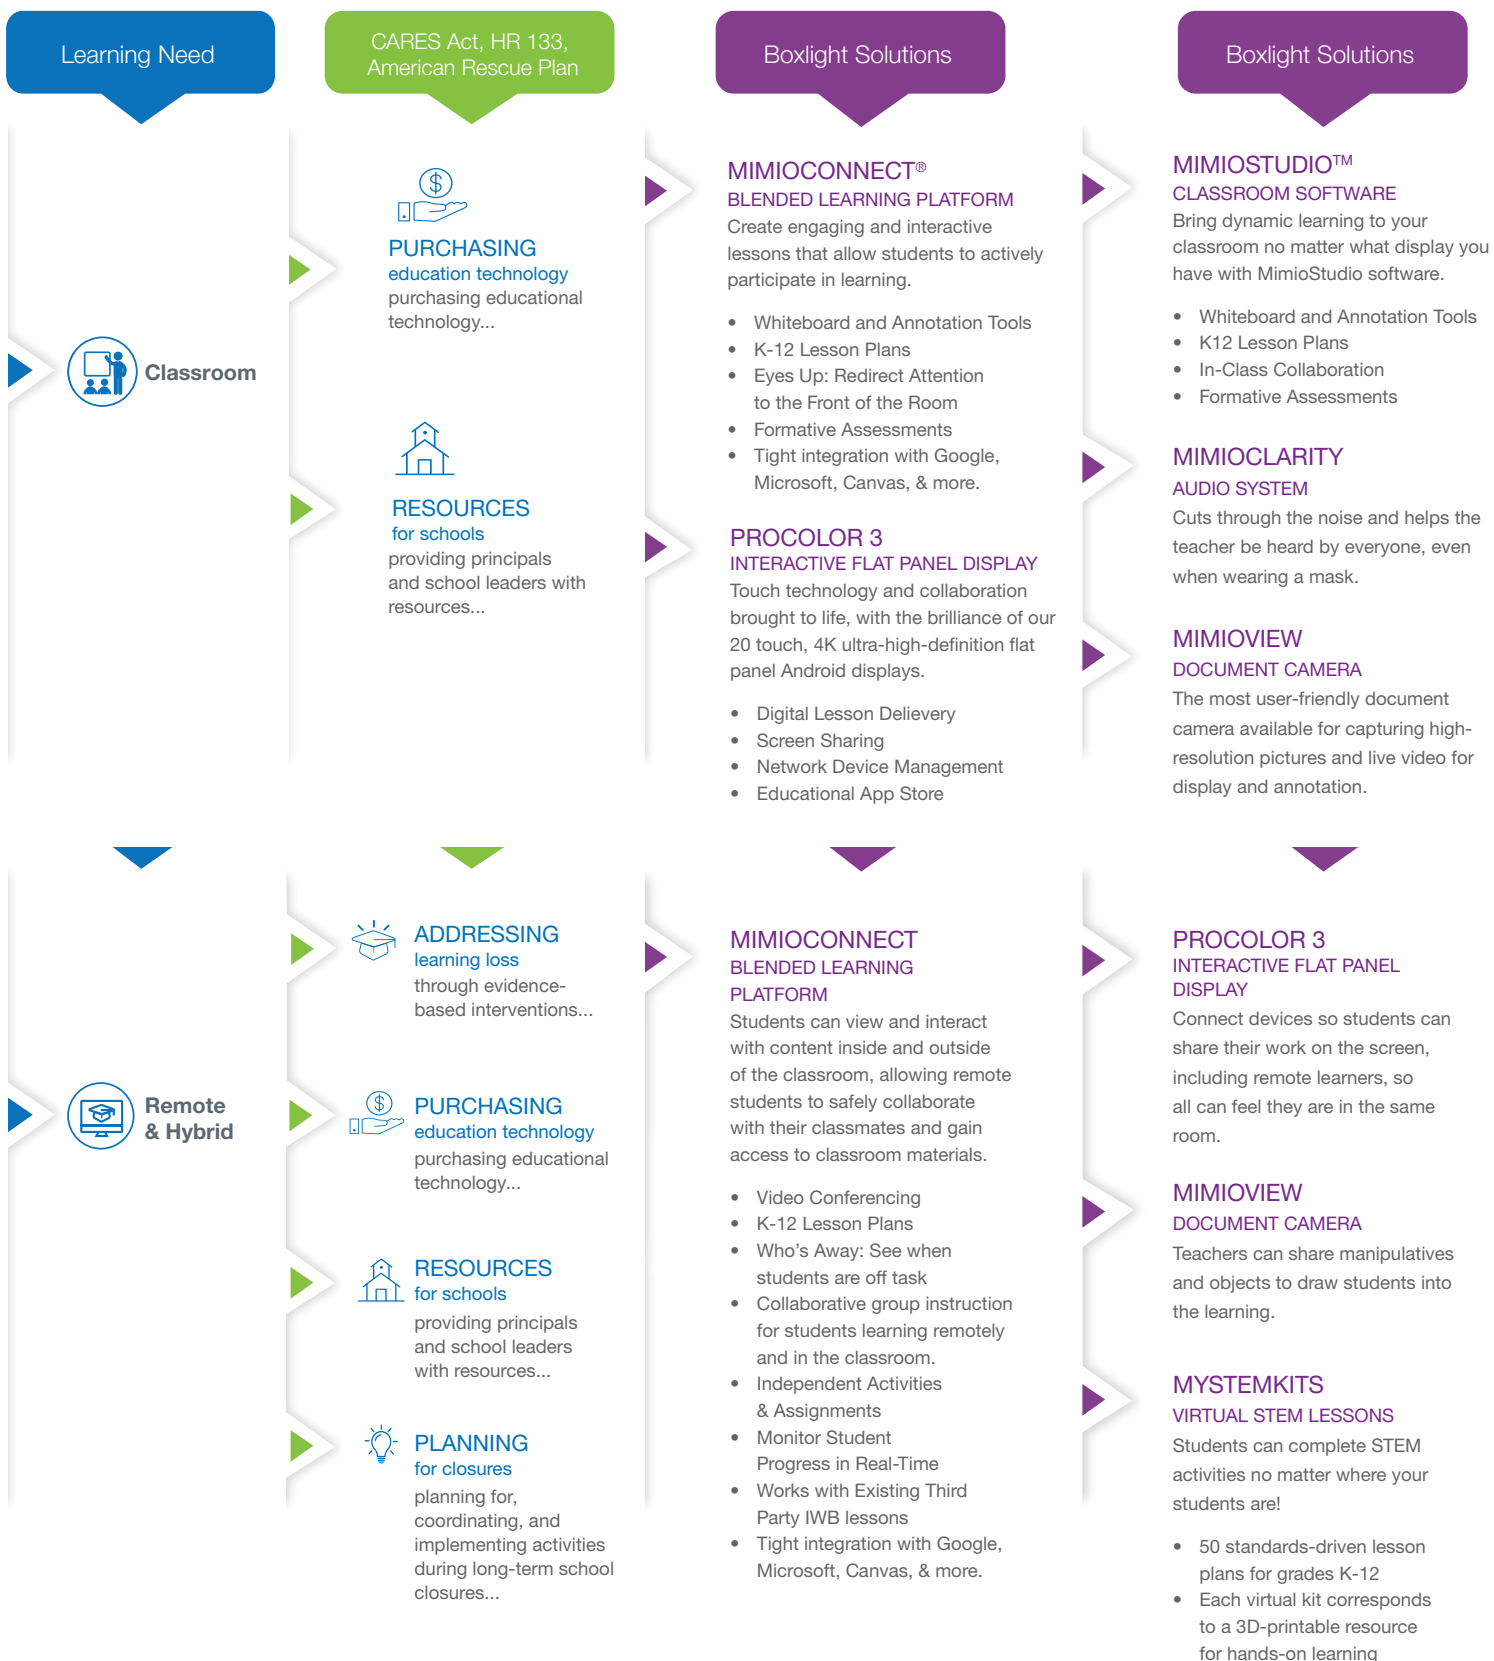 Learning Need
CARES Act, HR 133,
American Rescue Plan
Boxlight Solutions
Boxlight Solutions
Classroom
PURCHASING
education technology
purchasing educational
technology...
RESOURCES
for schools
providing principals
and school leaders with
resources...
MIMIOCONNECT®
BLENDED LEARNING PLATFORM
Create engaging and interactive
lessons that allow students to actively
participate in learning.
• Whiteboard and Annotation Tools
• K-12 Lesson Plans
• Eyes Up: Redirect Attention
to the Front of the Room
• Formative Assessments
• Tight integration with Google,
Microsoft, Canvas, & more.
PROCOLOR 3
INTERACTIVE FLAT PANEL DISPLAY
Touch technology and collaboration
brought to life, with the brilliance of our
20 touch, 4K ultra-high-definition flat
panel Android displays.
• Digital Lesson Delievery
• Screen Sharing
• Network Device Management
• Educational App Store
MIMIOSTUDIO™
CLASSROOM SOFTWARE
Bring dynamic learning to your
classroom no matter what display you
have with MimioStudio software.
• Whiteboard and Annotation Tools
• K12 Lesson Plans
• In-Class Collaboration
• Formative Assessments
MIMIOCLARITY
AUDIO SYSTEM
Cuts through the noise and helps the
teacher be heard by everyone, even
when wearing a mask.
MIMIOVIEW
DOCUMENT CAMERA
The most user-friendly document
camera available for capturing high-
resolution pictures and live video for
display and annotation.
Remote
& Hybrid
ADDRESSING
learning loss
through evidence-
based interventions...
PURCHASING
education technology
purchasing educational
technology...
RESOURCES
for schools
providing principals
and school leaders
with resources...
PLANNING
for closures
planning for,
coordinating, and
implementing activities
during long-term school
closures...
MIMIOCONNECT
BLENDED LEARNING
PLATFORM
Students can view and interact
with content inside and outside
of the classroom, allowing remote
students to safely collaborate
with their classmates and gain
access to classroom materials.
• Video Conferencing
• K-12 Lesson Plans
• Who's Away: See when
students are off task
• Collaborative group instruction
for students learning remotely
and in the classroom.
• Independent Activities
& Assignments
• Monitor Student
Progress in Real-Time
• Works with Existing Third
Party IWB lessons
• Tight integration with Google,
Microsoft, Canvas, & more.
PROCOLOR 3
INTERACTIVE FLAT PANEL
DISPLAY
Connect devices so students can
share their work on the screen,
including remote learners, so
all can feel they are in the same
room.
MIMIOVIEW
DOCUMENT CAMERA
Teachers can share manipulatives
and objects to draw students into
the learning.
MYSTEMKITS
VIRTUAL STEM LESSONS
Students can complete STEM
activities no matter where your
students are!
• 50 standards-driven lesson
plans for grades K-12
• Each virtual kit corresponds
to a 3D-printable resource
for hands-on learning